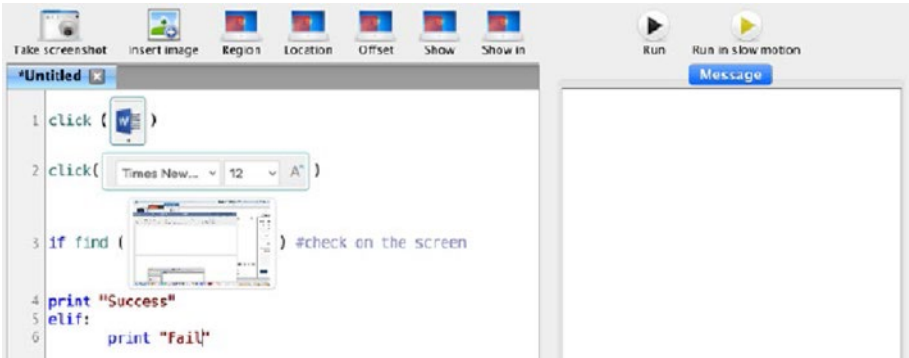 Take screenshot Insert image Region Location Offset Show Show in Run Run in slow motion
*Untitled
Message
1 click ( W )
2 click( Times New... 12 A )
3 if find ( ) #check on the screen
4 print "Success"
5 elif:
6 print "Fail"